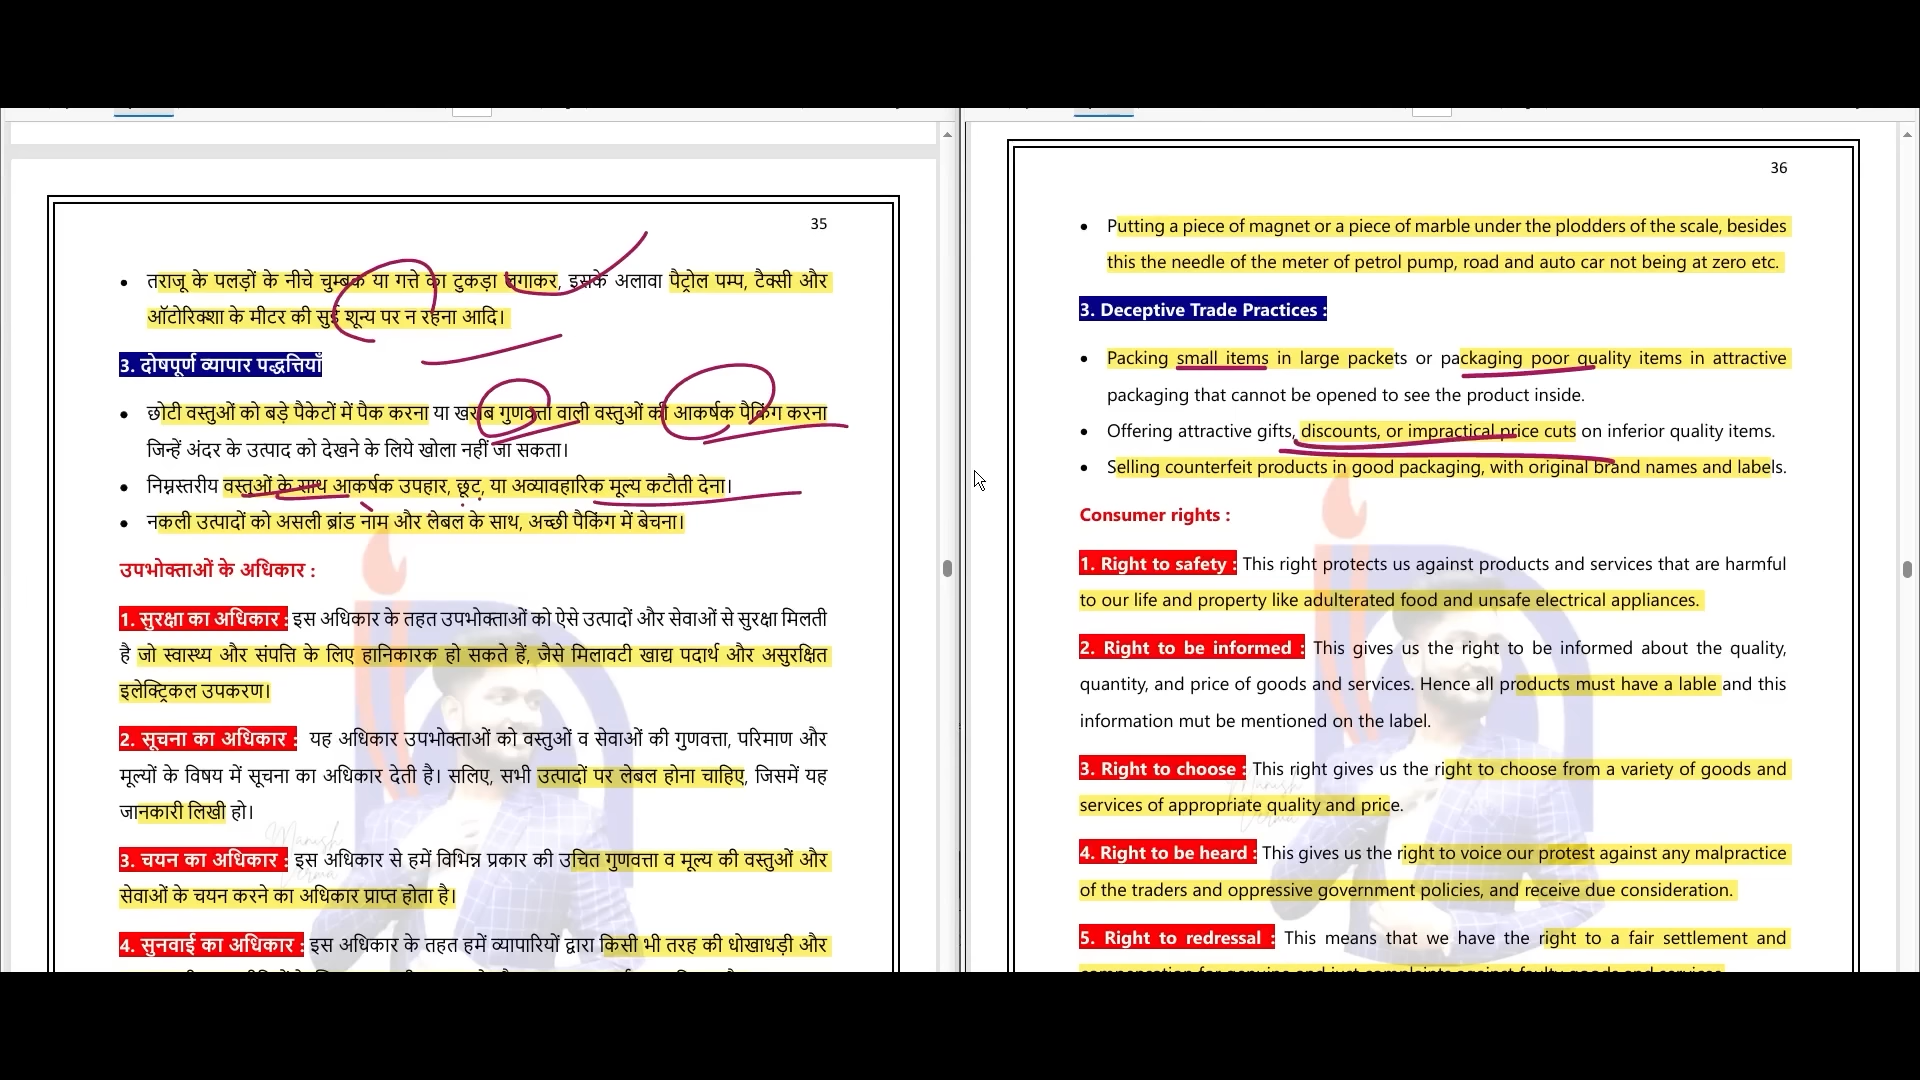 35
• तराजू के पलड़ों के नीचे चुम्बक या गत्ते का टुकड़ा लगाकर, इसके अलावा पैट्रोल पम्प, टैक्सी और
ऑटोरिक्शा के मीटर की सुई शून्य पर न रहना आदि।
3. दोषपूर्ण व्यापार पद्धत्तियाँ
• छोटी वस्तुओं को बड़े पैकेटों में पैक करना या खराब गुणवत्ता वाली वस्तुओं की आकर्षक पैकिंग करना
जिन्हें अंदर के उत्पाद को देखने के लिये खोला नहीं जा सकता।
• निम्नस्तरीय वस्तुओं के साथ आकर्षक उपहार, छूट, या अव्यावहारिक मूल्य कटौती देना।
• नकली उत्पादों को असली ब्रांड नाम और लेबल के साथ, अच्छी पैकिंग में बेचना।
उपभोक्ताओं के अधिकार :
1. सुरक्षा का अधिकार : इस अधिकार के तहत उपभोक्ताओं को ऐसे उत्पादों और सेवाओं से सुरक्षा मिलती
है जो स्वास्थ्य और संपत्ति के लिए हानिकारक हो सकते हैं, जैसे मिलावटी खाद्य पदार्थ और असुरक्षित
इलेक्ट्रिकल उपकरण।
2. सूचना का अधिकार : यह अधिकार उपभोक्ताओं को वस्तुओं व सेवाओं की गुणवत्ता, परिमाण और
मूल्यों के विषय में सूचना का अधिकार देती है। सलिए, सभी उत्पादों पर लेबल होना चाहिए, जिसमें यह
जानकारी लिखी हो।
3. चयन का अधिकार : इस अधिकार से हमें विभिन्न प्रकार की उचित गुणवत्ता व मूल्य की वस्तुओं और
सेवाओं के चयन करने का अधिकार प्राप्त होता है।
4. सुनवाई का अधिकार : इस अधिकार के तहत हमें व्यापारियों द्वारा किसी भी तरह की धोखाधड़ी और
Manish
Verma
36
• Putting a piece of magnet or a piece of marble under the plodders of the scale, besides
this the needle of the meter of petrol pump, road and auto car not being at zero etc.
3. Deceptive Trade Practices :
• Packing small items in large packets or packaging poor quality items in attractive
packaging that cannot be opened to see the product inside.
• Offering attractive gifts, discounts, or impractical price cuts on inferior quality items.
• Selling counterfeit products in good packaging, with original brand names and labels.
Consumer rights :
1. Right to safety : This right protects us against products and services that are harmful
to our life and property like adulterated food and unsafe electrical appliances.
2. Right to be informed : This gives us the right to be informed about the quality,
quantity, and price of goods and services. Hence all products must have a lable and this
information mut be mentioned on the label.
3. Right to choose : This right gives us the right to choose from a variety of goods and
services of appropriate quality and price.
4. Right to be heard : This gives us the right to voice our protest against any malpractice
of the traders and oppressive government policies, and receive due consideration.
5. Right to redressal : This means that we have the right to a fair settlement and
compensation for genuine and just complaints against faulty goods and services.
Manish
Verma